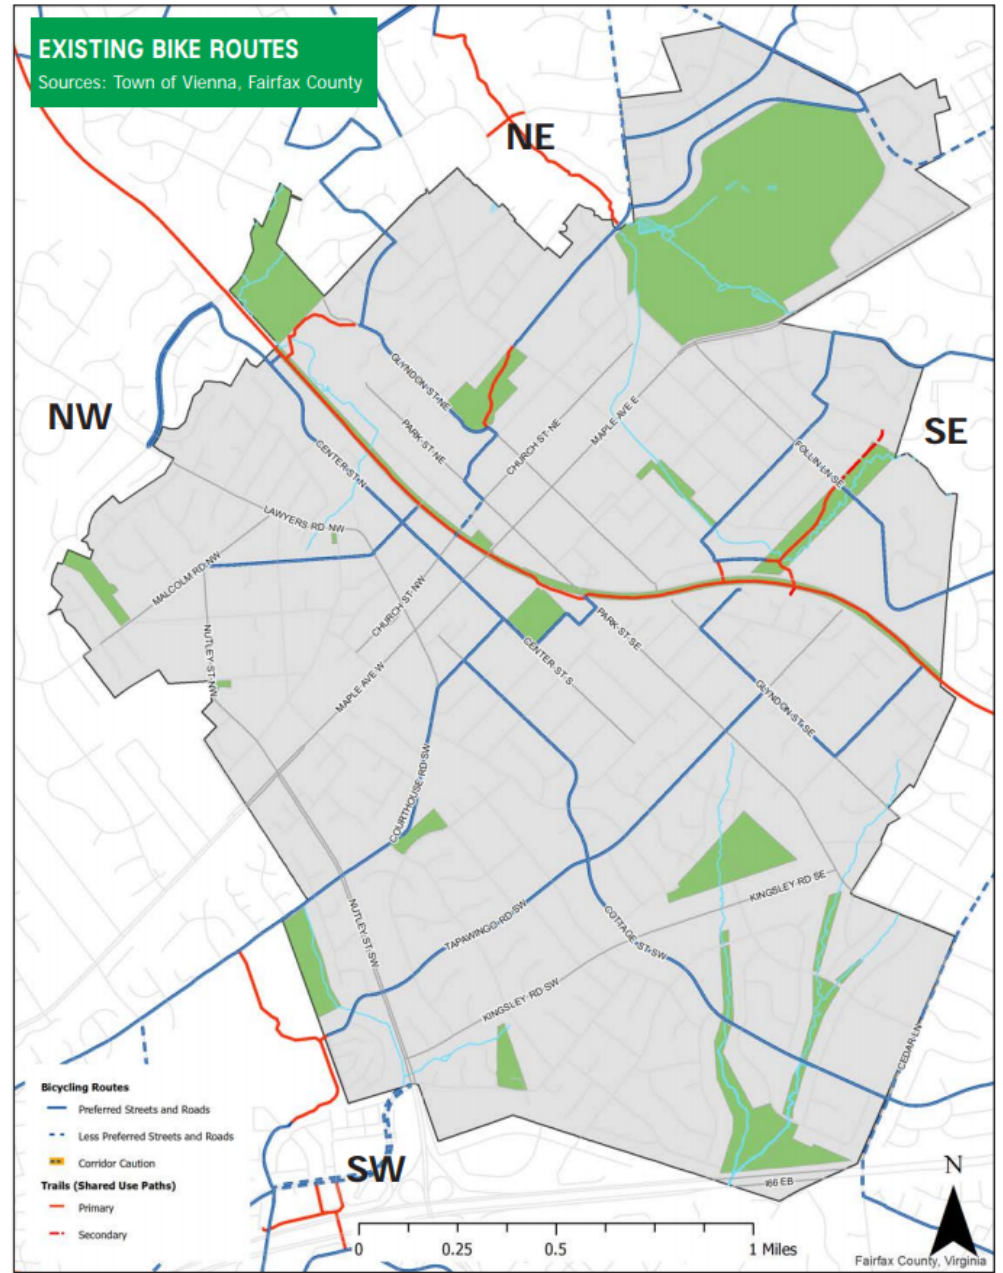 EXISTING BIKE ROUTES
Sources: Town of Vienna, Fairfax County
NE
NW
SE
GLYNDON ST NE
PARK ST NE
CHURCH ST NE
MAPLE AVE E
FOLLIN LN SE
CENTER ST N
LAWYERS RD NW
MALCOLM RD NW
CHURCH ST NW
NUTLEY ST NW
MAPLE AVE W
PARK ST SE
CENTER ST S
GLYNDON ST SE
COURTHOUSE RD SW
KINGSLEY RD SE
NUTLEY ST SW
TAPAWINGO RD SW
COTTAGE ST SW
KINGSLEY RD SW
CEDAR LN
Bicycling Routes
Preferred Streets and Roads
Less Preferred Streets and Roads
Corridor Caution
Trails (Shared Use Paths)
Primary
Secondary
SW
I66 EB
N
0 0.25 0.5 1 Miles
Fairfax County, Virginia